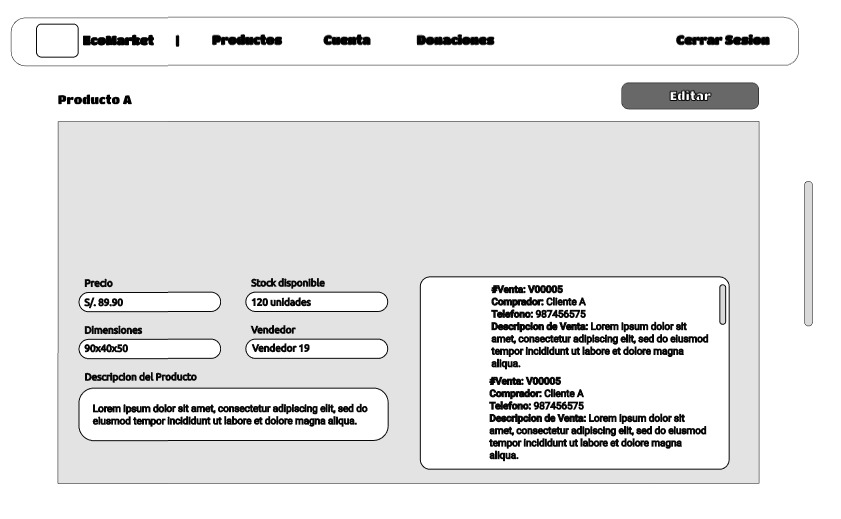 EcoMarket | Productos Cuenta Donaciones Cerrar Sesion
Producto A Editar
Precio Stock disponible
S/. 89.90 120 unidades
Dimensiones Vendedor
90x40x50 Vendedor 19
Descripcion del Producto
Lorem ipsum dolor sit amet, consectetur adipiscing elit, sed do
eiusmod tempor incididunt ut labore et dolore magna aliqua.
#Venta: V00005
Comprador: Cliente A
Telefono: 987456575
Descripcion de Venta: Lorem ipsum dolor sit
amet, consectetur adipiscing elit, sed do eiusmod
tempor incididunt ut labore et dolore magna
aliqua.
#Venta: V00005
Comprador: Cliente A
Telefono: 987456575
Descripcion de Venta: Lorem ipsum dolor sit
amet, consectetur adipiscing elit, sed do eiusmod
tempor incididunt ut labore et dolore magna
aliqua.